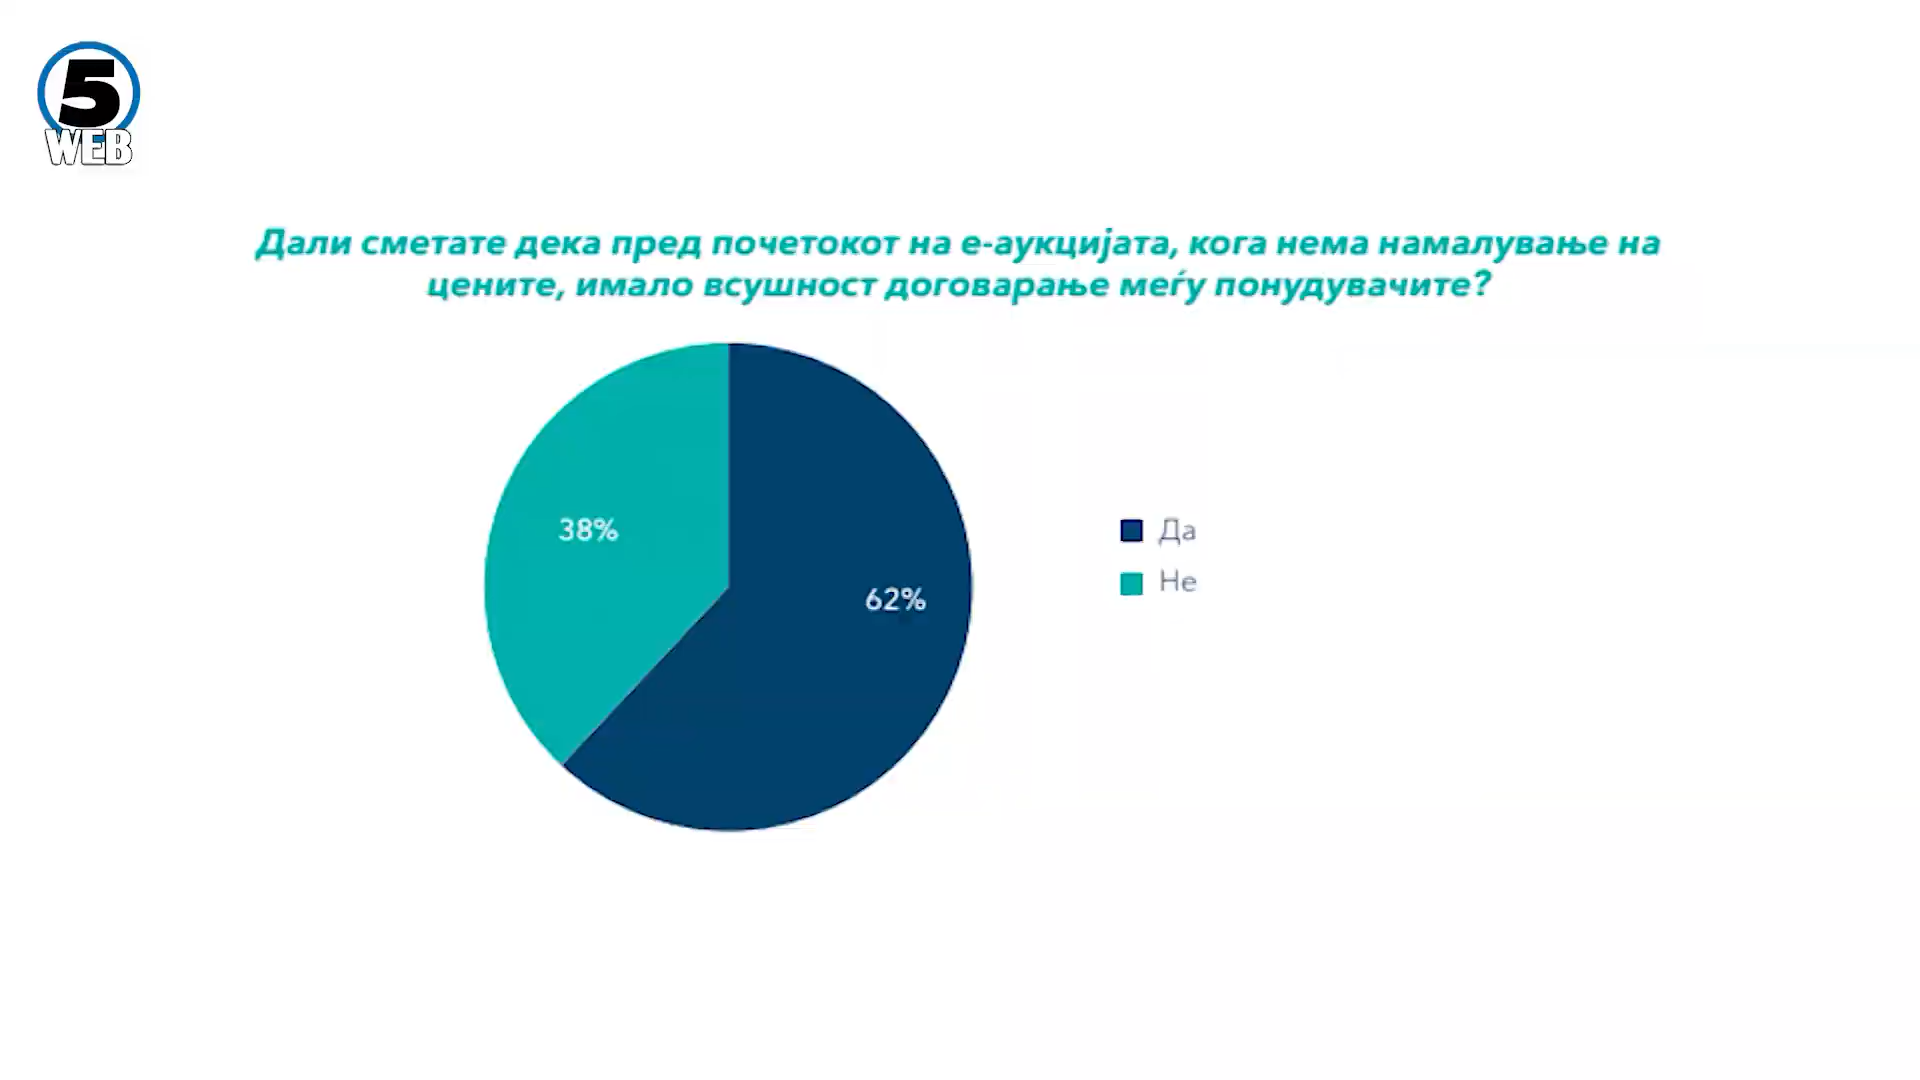 5
WEB
Дали сметате дека пред почетокот на е-аукцијата, кога нема намалување на
цените, имало всушност договарање меѓу понудувачите?
38%
62%
Да
Не